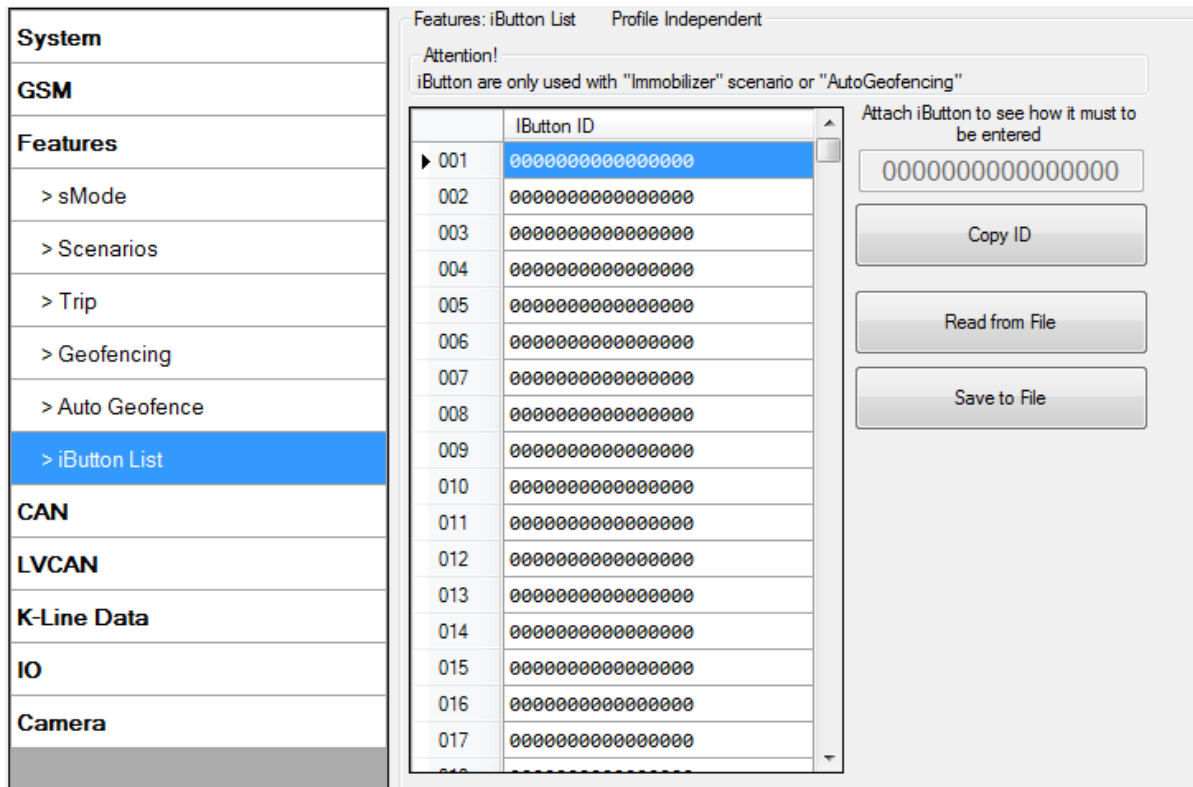 System
GSM
Features
> sMode
> Scenarios
> Trip
> Geofencing
> Auto Geofence
> iButton List
CAN
LVCAN
K-Line Data
IO
Camera
Features: iButton List Profile Independent
Attention!
iButton are only used with "Immobilizer" scenario or "AutoGeofencing"
IButton ID
001 0000000000000000
002 0000000000000000
003 0000000000000000
004 0000000000000000
005 0000000000000000
006 0000000000000000
007 0000000000000000
008 0000000000000000
009 0000000000000000
010 0000000000000000
011 0000000000000000
012 0000000000000000
013 0000000000000000
014 0000000000000000
015 0000000000000000
016 0000000000000000
017 0000000000000000
Attach iButton to see how it must to
be entered
0000000000000000
Copy ID
Read from File
Save to File